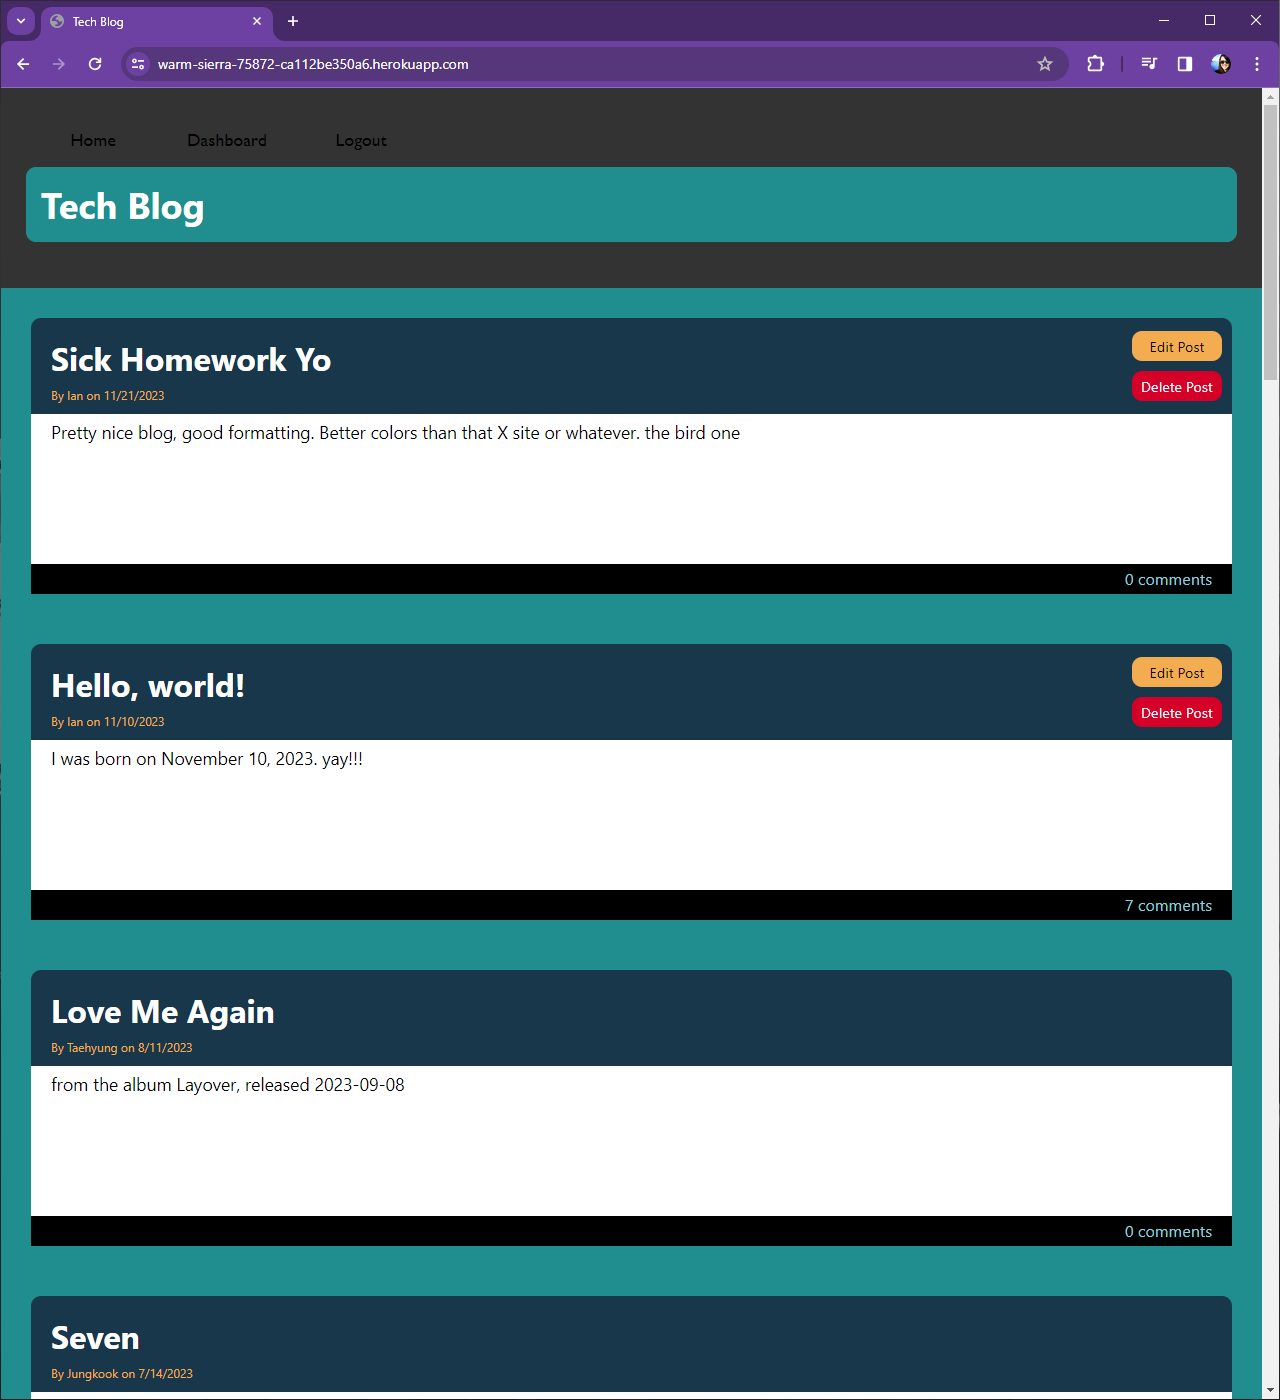 Tech Blog
warm-sierra-75872-ca112be350a6.herokuapp.com
Home Dashboard Logout
Tech Blog
Sick Homework Yo
By Ian on 11/21/2023
Edit Post
Delete Post
Pretty nice blog, good formatting. Better colors than that X site or whatever. the bird one
0 comments
Hello, world!
By Ian on 11/10/2023
Edit Post
Delete Post
I was born on November 10, 2023. yay!!!
7 comments
Love Me Again
By Taehyung on 8/11/2023
from the album Layover, released 2023-09-08
0 comments
Seven
By Jungkook on 7/14/2023